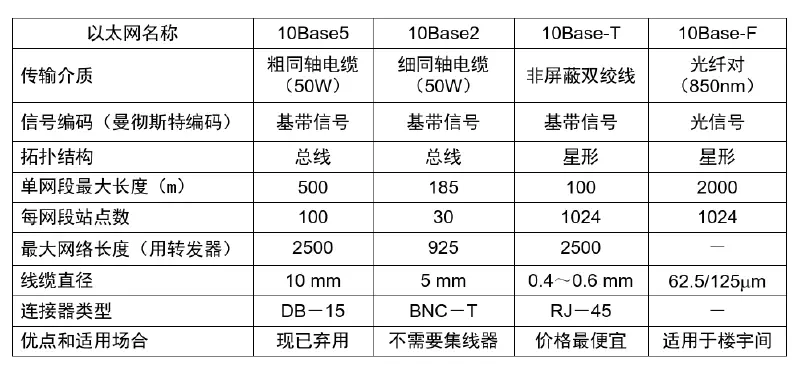 以太网名称 10Base5 10Base2 10Base-T 10Base-F
传输介质 粗同轴电缆（50W） 细同轴电缆（50W） 非屏蔽双绞线 光纤对（850nm）
信号编码（曼彻斯特编码） 基带信号 基带信号 基带信号 光信号
拓扑结构 总线 总线 星形 星形
单网段最大长度（m） 500 185 100 2000
每网段站点数 100 30 1024 1024
最大网络长度（用转发器） 2500 925 2500 －
线缆直径 10 mm 5 mm 0.4～0.6 mm 62.5/125μm
连接器类型 DB－15 BNC－T RJ－45 －
优点和适用场合 现已弃用 不需要集线器 价格最便宜 适用于楼宇间